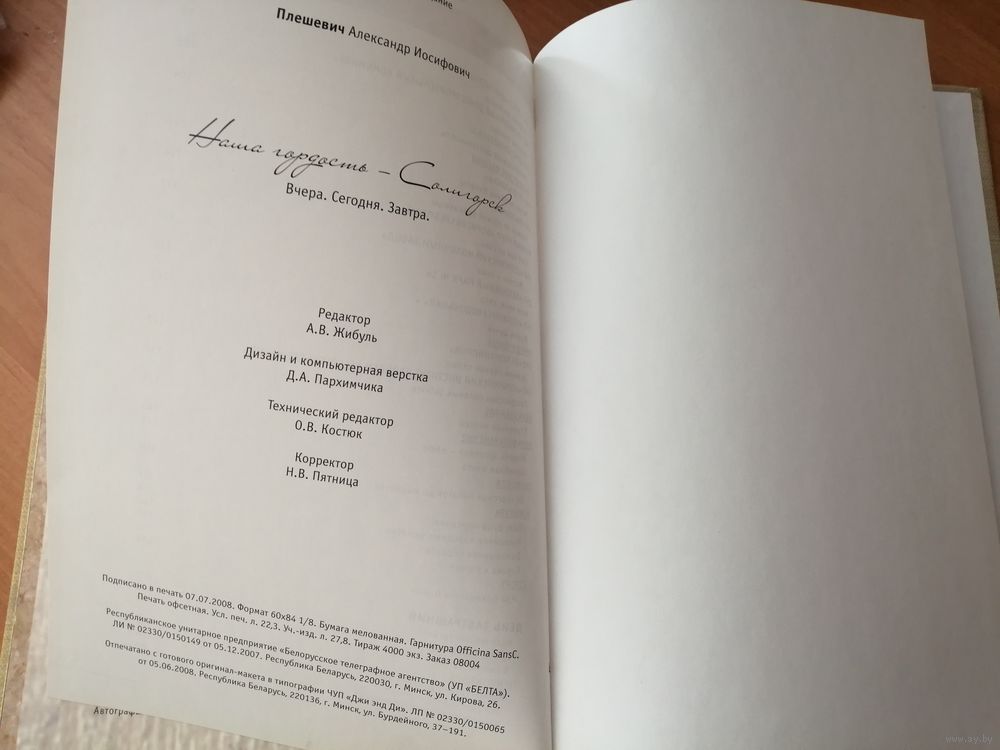 Плешевич Александр Иосифович
Наша гордость – Солигорск
Вчера. Сегодня. Завтра.
Редактор
А.В. Жибуль
Дизайн и компьютерная верстка
Д.А. Пархимчика
Технический редактор
О.В. Костюк
Корректор
Н.В. Пятница
Подписано в печать 07.07.2008. Формат 60х84 1/8. Бумага мелованная. Гарнитура Officina SansC.
Печать офсетная. Усл. печ. л. 22,3. Уч.-изд. л. 27,8. Тираж 4000 экз. Заказ 08004
Республиканское унитарное предприятие «Белорусское телеграфное агентство» (УП «БЕЛТА»).
ЛИ № 02330/0150149 от 05.12.2007. Республика Беларусь, 220030, г. Минск, ул. Кирова, 26.
Отпечатано с готового оригинал-макета в типографии ЧУП «Джи энд Ди». ЛП № 02330/0150065
от 05.06.2008. Республика Беларусь, 220136, г. Минск, ул. Бурдейного, 37–191.
Автограф
www.ay.by